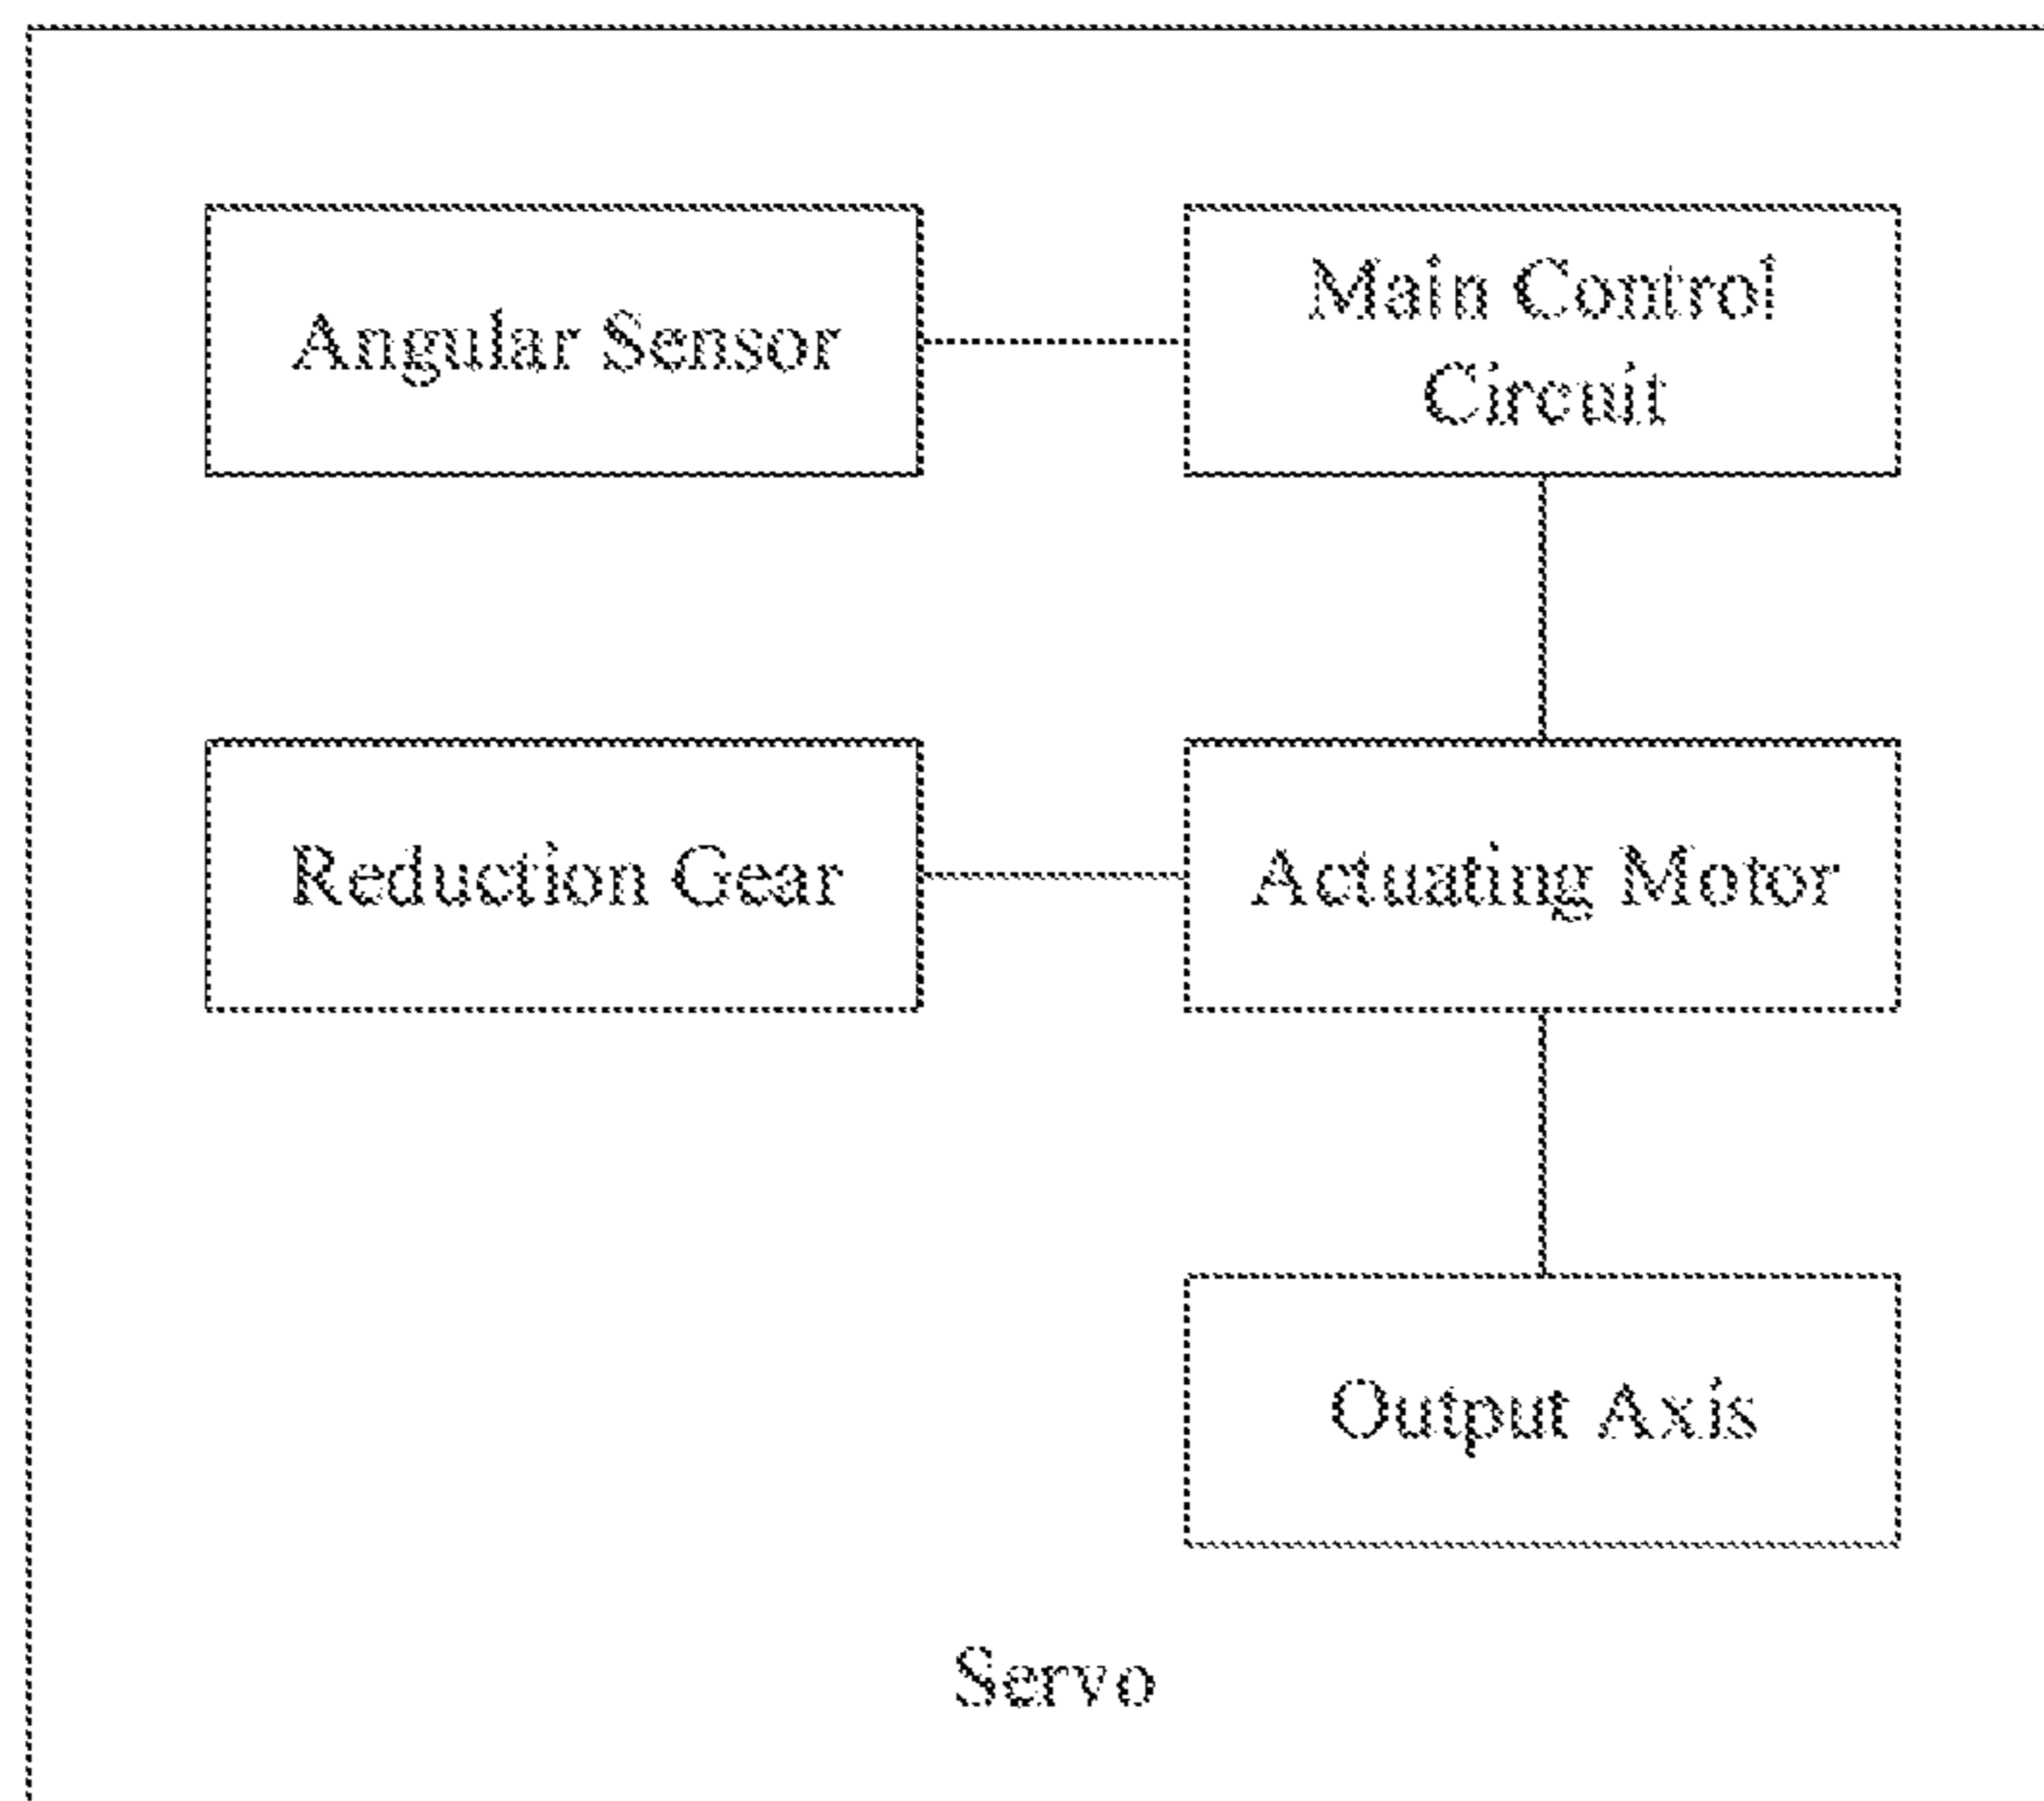 Angular Sensor
Main Control
Circuit
Reduction Gear
Actuating Motor
Output Axis
Servo